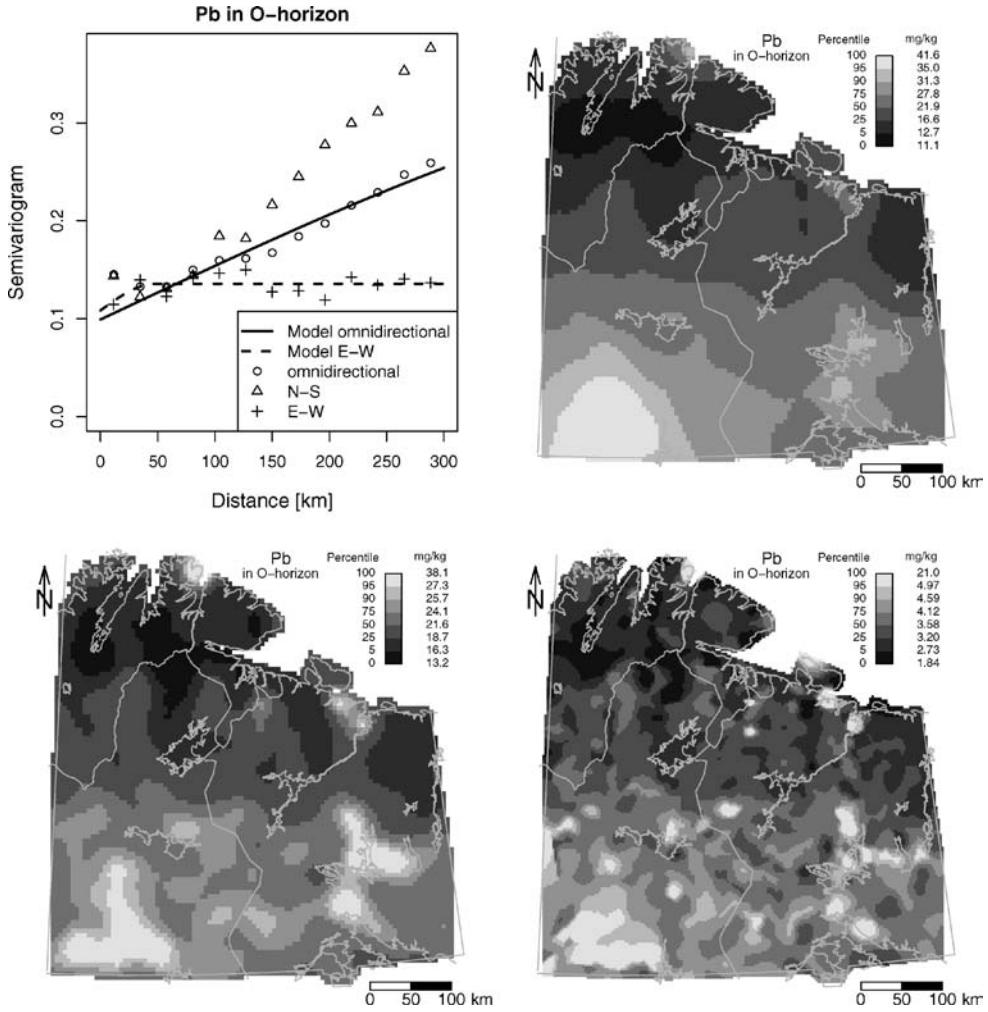 Pb in O-horizon
Semivariogram
0.0
0.1
0.2
0.3
0
50
100
150
200
250
300
Distance [km]
Model omnidirectional
Model E-W
omnidirectional
N-S
E-W
N
Pb
in O-horizon
Percentile mg/kg
100 41.6
95 35.0
90 31.3
75 27.8
50 21.9
25 16.6
5 12.7
0 11.1
0 50 100 km
N
Pb
in O-horizon
Percentile mg/kg
100 38.1
95 27.3
90 25.7
75 24.1
50 21.6
25 18.7
5 16.3
0 13.2
0 50 100 km
N
Pb
in O-horizon
Percentile mg/kg
100 21.0
95 4.97
90 4.59
75 4.12
50 3.58
25 3.20
5 2.73
0 1.84
0 50 100 km